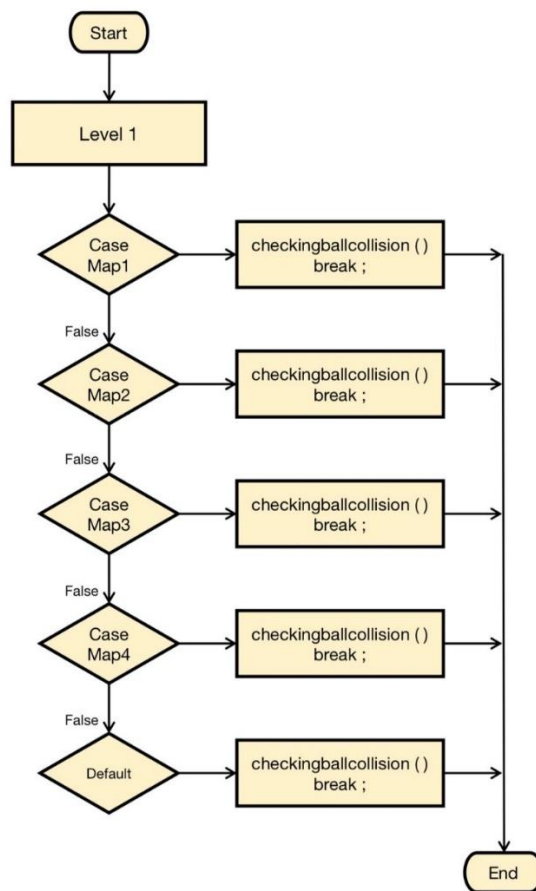 Start
Level 1
Case
Map1
checkingballcollision ( )
break ;
False
Case
Map2
checkingballcollision ( )
break ;
False
Case
Map3
checkingballcollision ( )
break ;
False
Case
Map4
checkingballcollision ( )
break ;
False
Default
checkingballcollision ( )
break ;
End